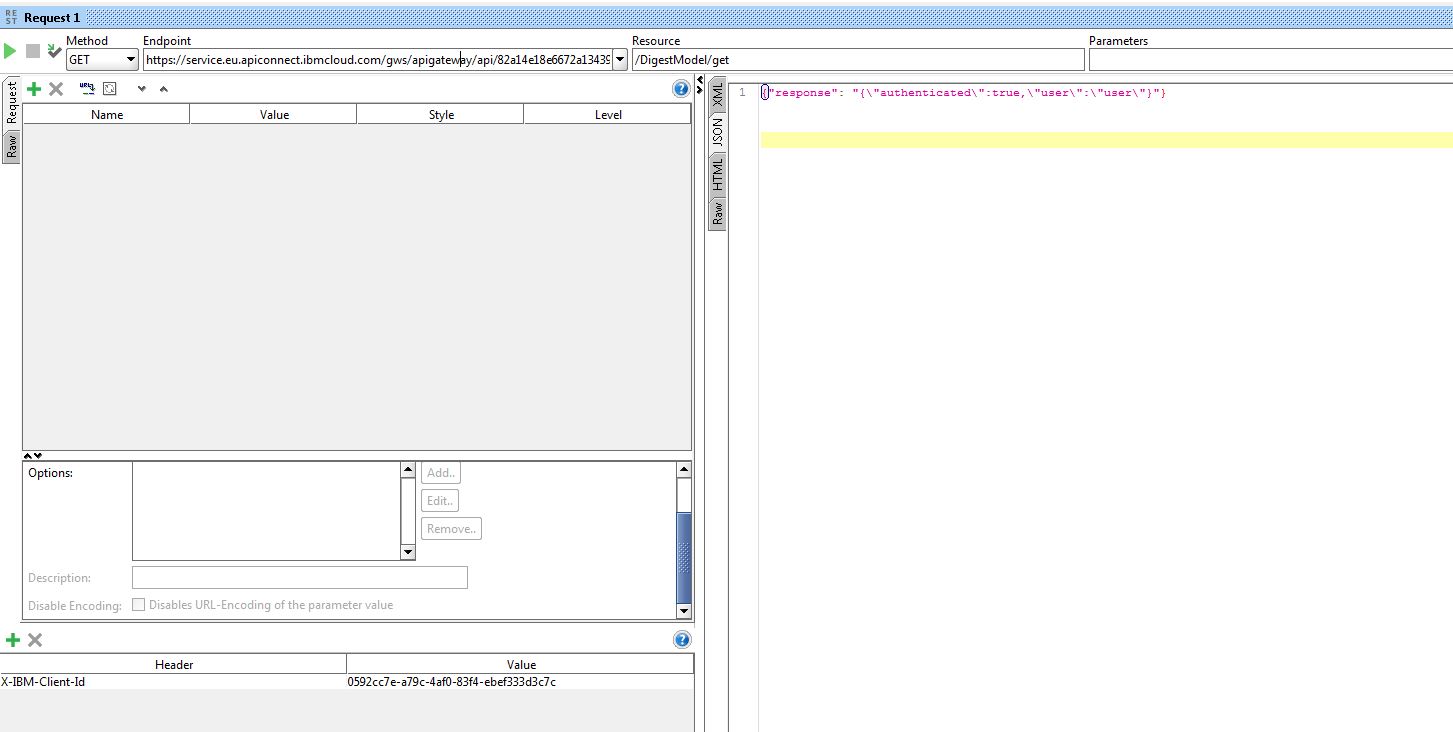 RE
ST
Request 1
Method
Endpoint
Resource
Parameters
GET
https://service.eu.apiconnect.ibmcloud.com/gws/apigateway/api/82a14e18e6672a13439
/DigestModel/get
Request
Raw
Name Value Style Level
Options:
Add..
Edit..
Remove..
Description:
Disable Encoding:
Disables URL-Encoding of the parameter value
Header Value
X-IBM-Client-Id 0592cc7e-a79c-4af0-83f4-ebef333d3c7c
XML
JSON
HTML
Raw
1 {"response": "{\"authenticated\":true,\"user\":\"user\"}"}